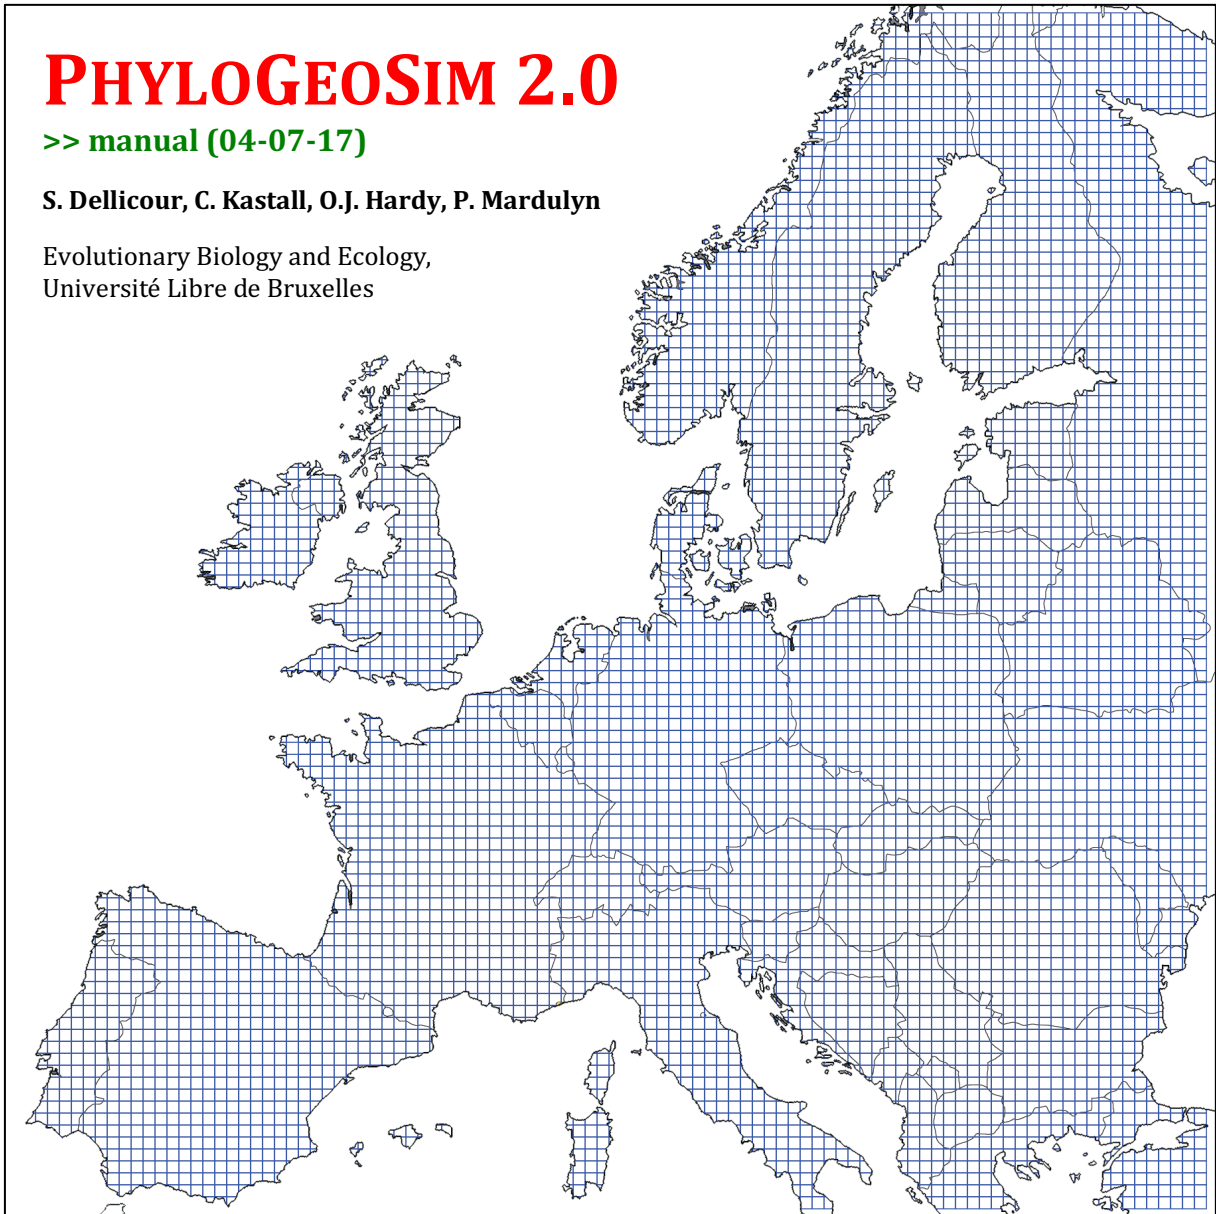 PHYLOGEOSIM 2.0
>> manual (04-07-17)
S. Dellicour, C. Kastall, O.J. Hardy, P. Mardulyn
Evolutionary Biology and Ecology,
Université Libre de Bruxelles